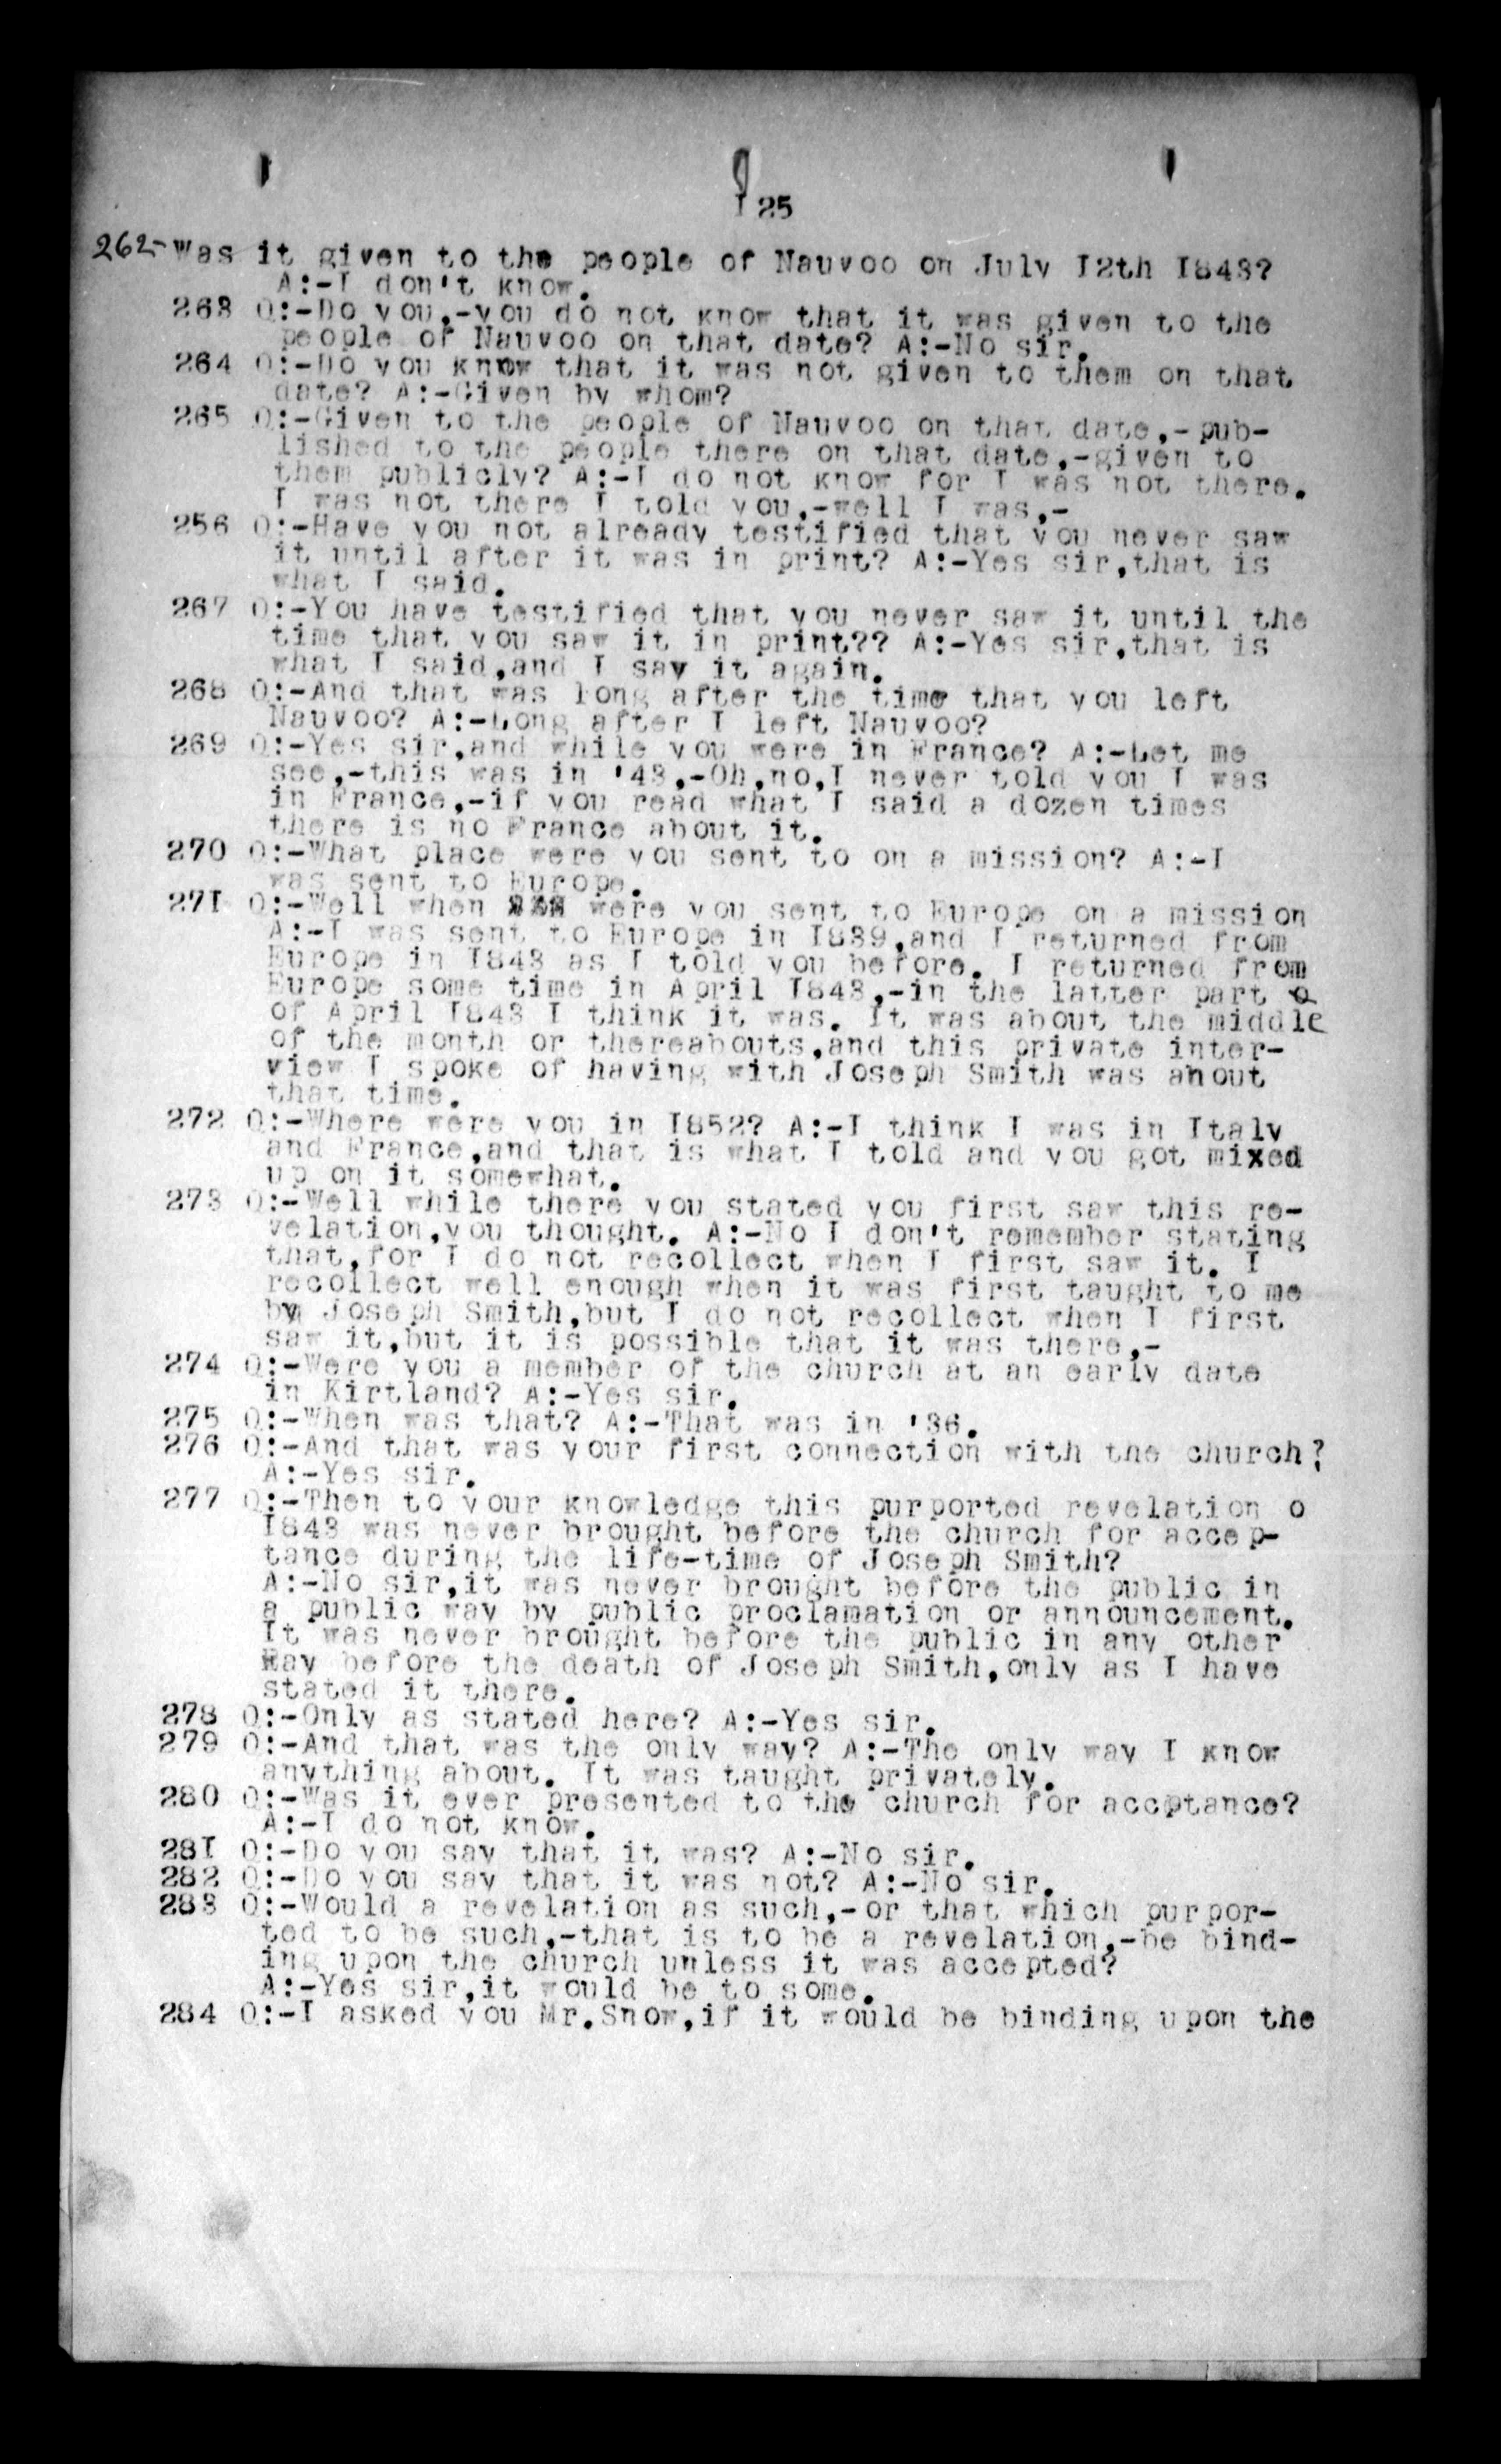 125
262- Was it given to the people of Nauvoo on July I2th I843?
A:-I don't know.
263 Q:-Do you,-you do not know that it was given to the
people of Nauvoo on that date? A:-No sir.
264 Q:-Do you know that it was not given to them on that
date? A:-Given by whom?
265 Q:-Given to the people of Nauvoo on that date,-pub-
lished to the people there on that date,-given to
them publicly? A:-I do not know for I was not there.
I was not there I told you,-well I was,-
256 Q:-Have you not already testified that you never saw
it until after it was in print? A:-Yes sir,that is
what I said.
267 Q:-You have testified that you never saw it until the
time that you saw it in print?? A:-Yes sir,that is
what I said,and I say it again.
268 Q:-And that was long after the time that you left
Nauvoo? A:-Long after I left Nauvoo?
269 Q:-Yes sir,and while you were in France? A:-Let me
see,-this was in '43,-Oh,no,I never told you I was
in France,-if you read what I said a dozen times
there is no France about it.
270 Q:-What place were you sent to on a mission? A:-I
was sent to Europe.
27I Q:-Well when were you sent to Europe on a mission
A:-I was sent to Europe in I839,and I returned from
Europe in I843 as I told you before. I returned from
Europe some time in April I843,-in the latter part o
of April I843 I think it was. It was about the middle
of the month or thereabouts,and this private inter-
view I spoke of having with Joseph Smith was about
that time.
272 Q:-Where were you in I852? A:-I think I was in Italy
and France,and that is what I told and you got mixed
up on it somewhat.
273 Q:-Well while there you stated you first saw this re-
velation,you thought. A:-No I don't remember stating
that,for I do not recollect when I first saw it. I
recollect well enough when it was first taught to me
by Joseph Smith,but I do not recollect when I first
saw it,but it is possible that it was there,-
274 Q:-Were you a member of the church at an early date
in Kirtland? A:-Yes sir.
275 Q:-When was that? A:-That was in '36.
276 Q:-And that was your first connection with the church?
A:-Yes sir.
277 Q:-Then to your knowledge this purported revelation o
I843 was never brought before the church for accep-
tance during the life-time of Joseph Smith?
A:-No sir,it was never brought before the public in
a public way by public proclamation or announcement.
It was never brought before the public in any other
way before the death of Joseph Smith,only as I have
stated it there.
278 Q:-Only as stated here? A:-Yes sir.
279 Q:-And that was the only way? A:-The only way I know
anything about. It was taught privately.
280 Q:-Was it ever presented to the church for accptance?
A:-I do not know.
28I Q:-Do you say that it was? A:-No sir.
282 Q:-Do you say that it was not? A:-No sir.
283 Q:-Would a revelation as such,-or that which purpor-
ted to be such,-that is to be a revelation,-be bind-
ing upon the church unless it was accepted?
A:-Yes sir,it would be to some.
284 Q:-I asked you Mr.Snow,if it would be binding upon the